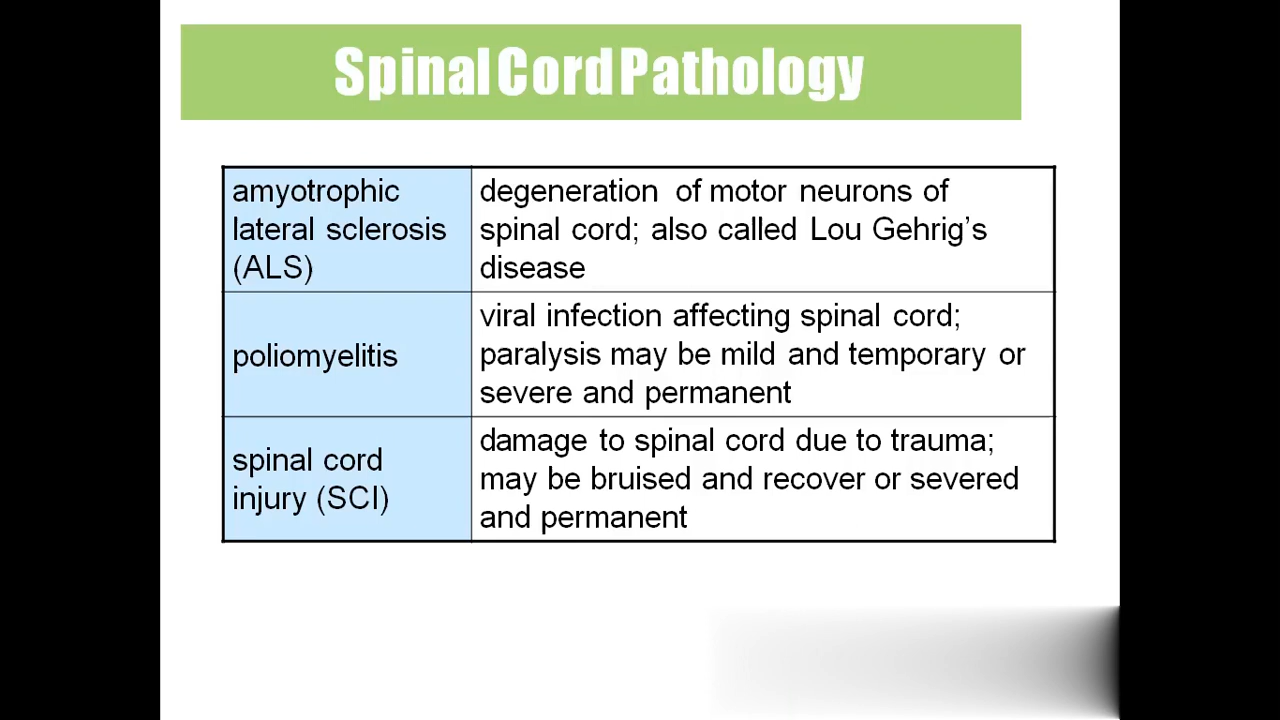 Spinal Cord Pathology
amyotrophic
lateral sclerosis
(ALS)
degeneration of motor neurons of
spinal cord; also called Lou Gehrig’s
disease
poliomyelitis
viral infection affecting spinal cord;
paralysis may be mild and temporary or
severe and permanent
spinal cord
injury (SCI)
damage to spinal cord due to trauma;
may be bruised and recover or severed
and permanent